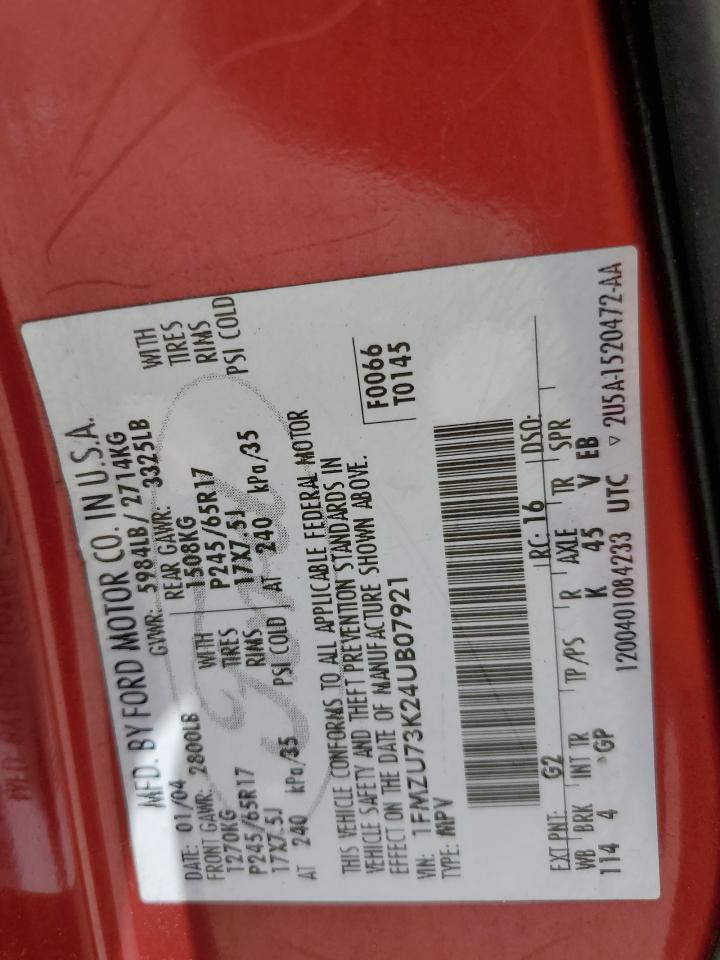 MFD. BY FORD MOTOR CO. IN U.S.A.
DATE: 01/04 GVWR: 5984LB/2714KG
FRONT GAWR: 2800LB REAR GAWR: 3325LB
1270KG WITH 1508KG WITH
P245/65R17 TIRES P245/65R17 TIRES
17X7.5J RIMS 17X7.5J RIMS
AT 240 kPa/35 PSI COLD AT 240 kPa/35 PSI COLD
THIS VEHICLE CONFORMS TO ALL APPLICABLE FEDERAL MOTOR
VEHICLE SAFETY AND THEFT PREVENTION STANDARDS IN
EFFECT ON THE DATE OF MANUFACTURE SHOWN ABOVE.
VIN: 1FMZU73K24UB07921
TYPE: MPV
F0066
T0145
EXT PNT: G2 RC: 16 DSO:
WB BRK INT TR TP/PS R AXLE TR SPR
114 4 GP K 45 V EB
1200401084233 UTC ▽ 2U5A-1520472-AA